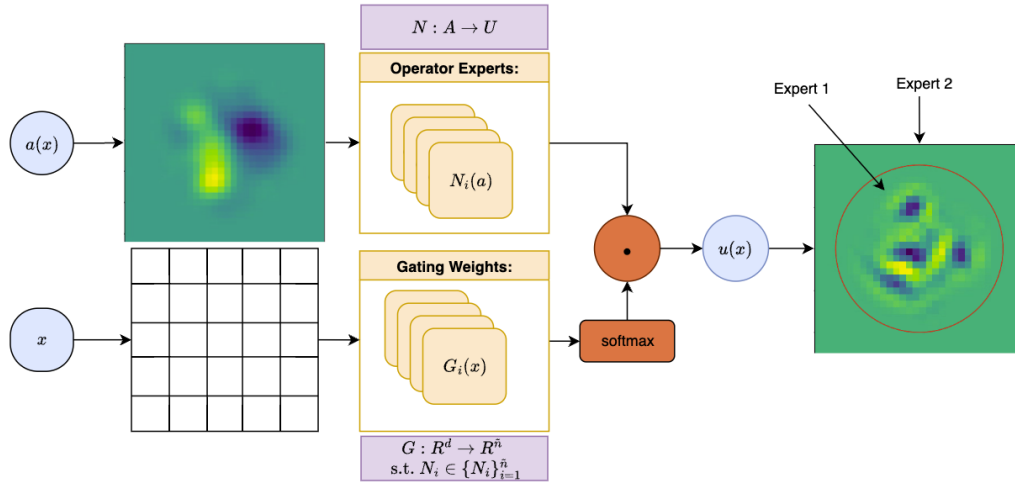 N : A → U
Operator Experts:
a(x)
N_i(a)
Expert 1
Expert 2
•
u(x)
Gating Weights:
x
G_i(x)
softmax
G : R^d → R^ñ
s.t. N_i ∈ {N_i}_{i=1}^ñ